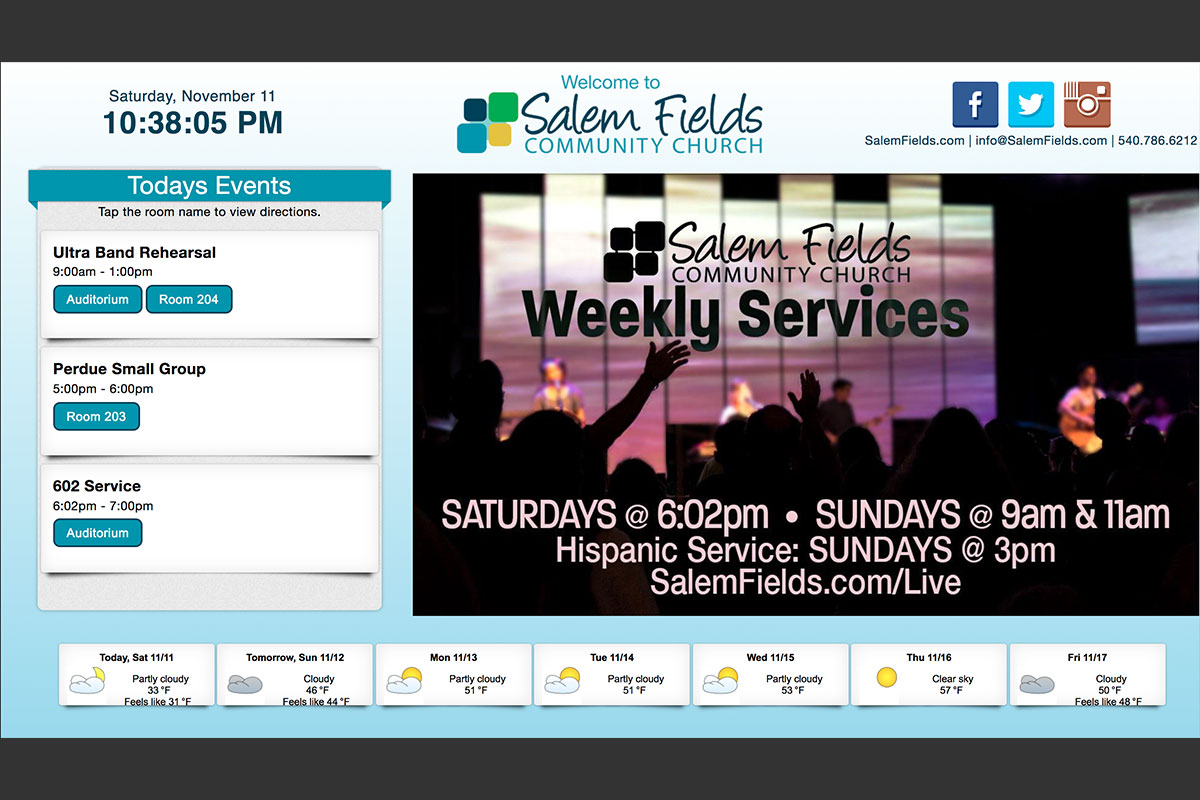 Saturday, November 11
10:38:05 PM
Welcome to
Salem Fields
COMMUNITY CHURCH
f
SalemFields.com | info@SalemFields.com | 540.786.6212
Todays Events
Tap the room name to view directions.
Ultra Band Rehearsal
9:00am - 1:00pm
Auditorium Room 204
Perdue Small Group
5:00pm - 6:00pm
Room 203
602 Service
6:02pm - 7:00pm
Auditorium
Salem Fields
COMMUNITY CHURCH
Weekly Services
SATURDAYS @ 6:02pm • SUNDAYS @ 9am & 11am
Hispanic Service: SUNDAYS @ 3pm
SalemFields.com/Live
Today, Sat 11/11
Partly cloudy
33 °F
Feels like 31 °F
Tomorrow, Sun 11/12
Cloudy
46 °F
Feels like 44 °F
Mon 11/13
Partly cloudy
51 °F
Tue 11/14
Partly cloudy
51 °F
Wed 11/15
Partly cloudy
53 °F
Thu 11/16
Clear sky
57 °F
Fri 11/17
Cloudy
50 °F
Feels like 48 °F